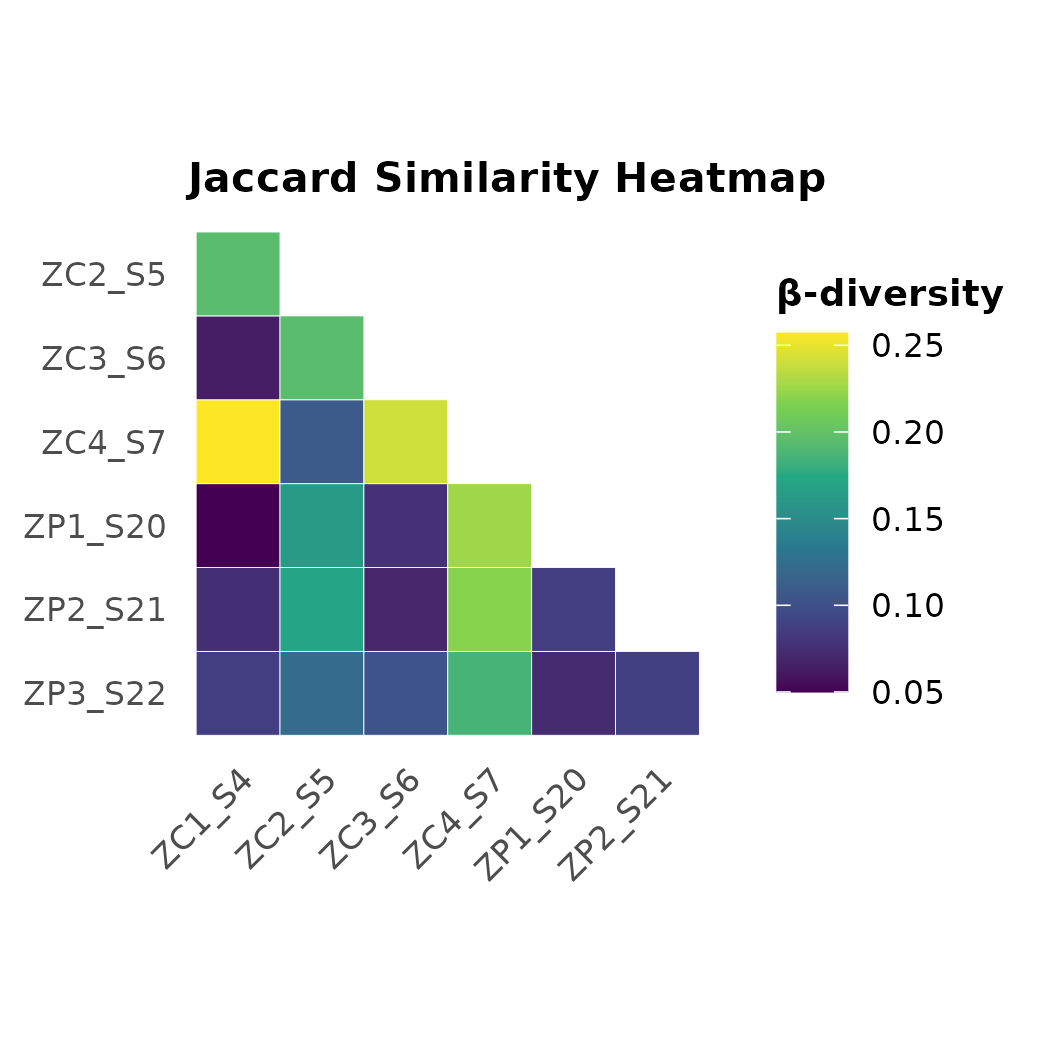 Jaccard Similarity Heatmap
ZC2_S5
ZC3_S6
ZC4_S7
ZP1_S20
ZP2_S21
ZP3_S22
ZC1_S4
ZC2_S5
ZC3_S6
ZC4_S7
ZP1_S20
ZP2_S21
β-diversity
0.25
0.20
0.15
0.10
0.05